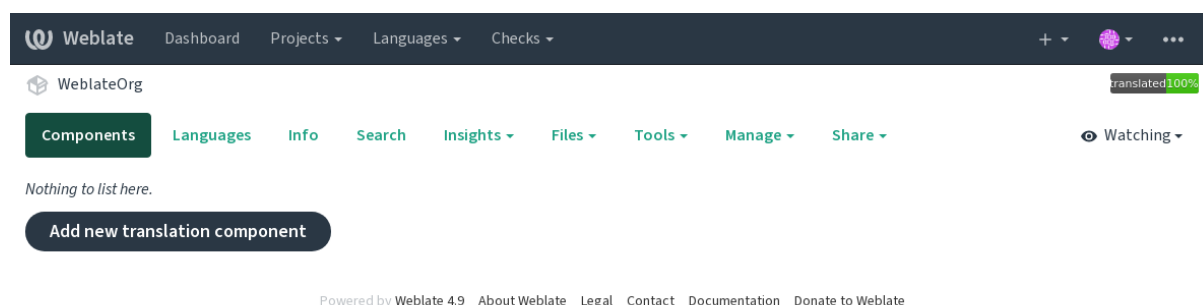 Weblate Dashboard Projects Languages Checks
WeblateOrg translated 100%
Components Languages Info Search Insights Files Tools Manage Share Watching
Nothing to list here.
Add new translation component
Powered by Weblate 4.9 About Weblate Legal Contact Documentation Donate to Weblate